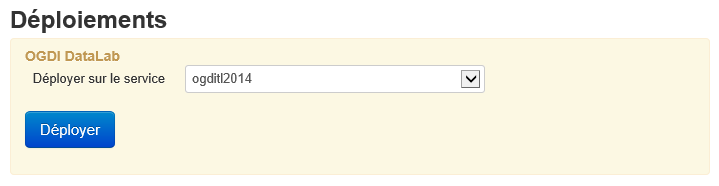 Déploiements
OGDI DataLab
Déployer sur le service ogditl2014
Déployer